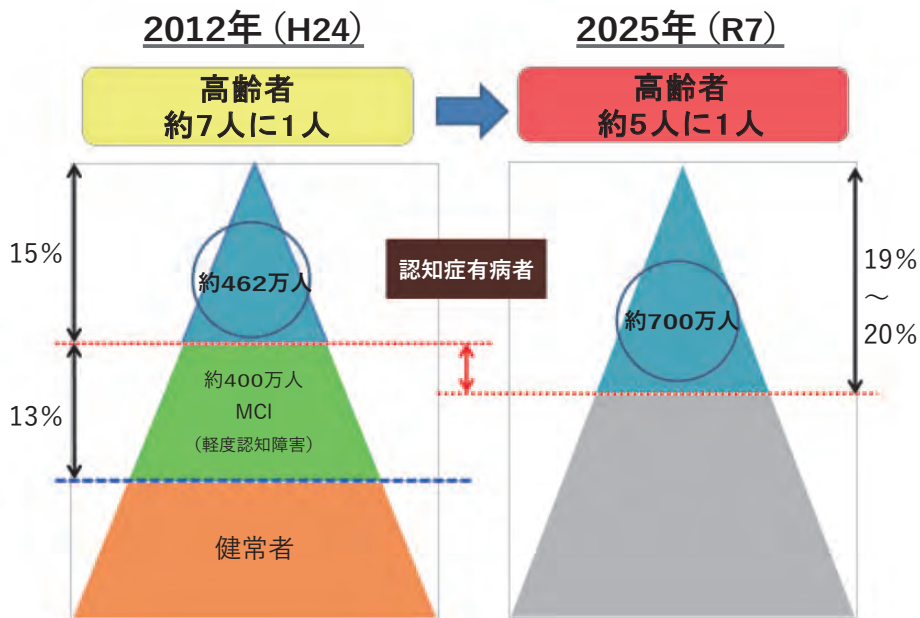 2012年(H24)
2025年(R7)
高齢者
約7人に1人
高齢者
約5人に1人
15%
認知症有病者
19%
～
20%
約462万人
約700万人
約400万人
MCI
(軽度認知障害)
13%
健常者